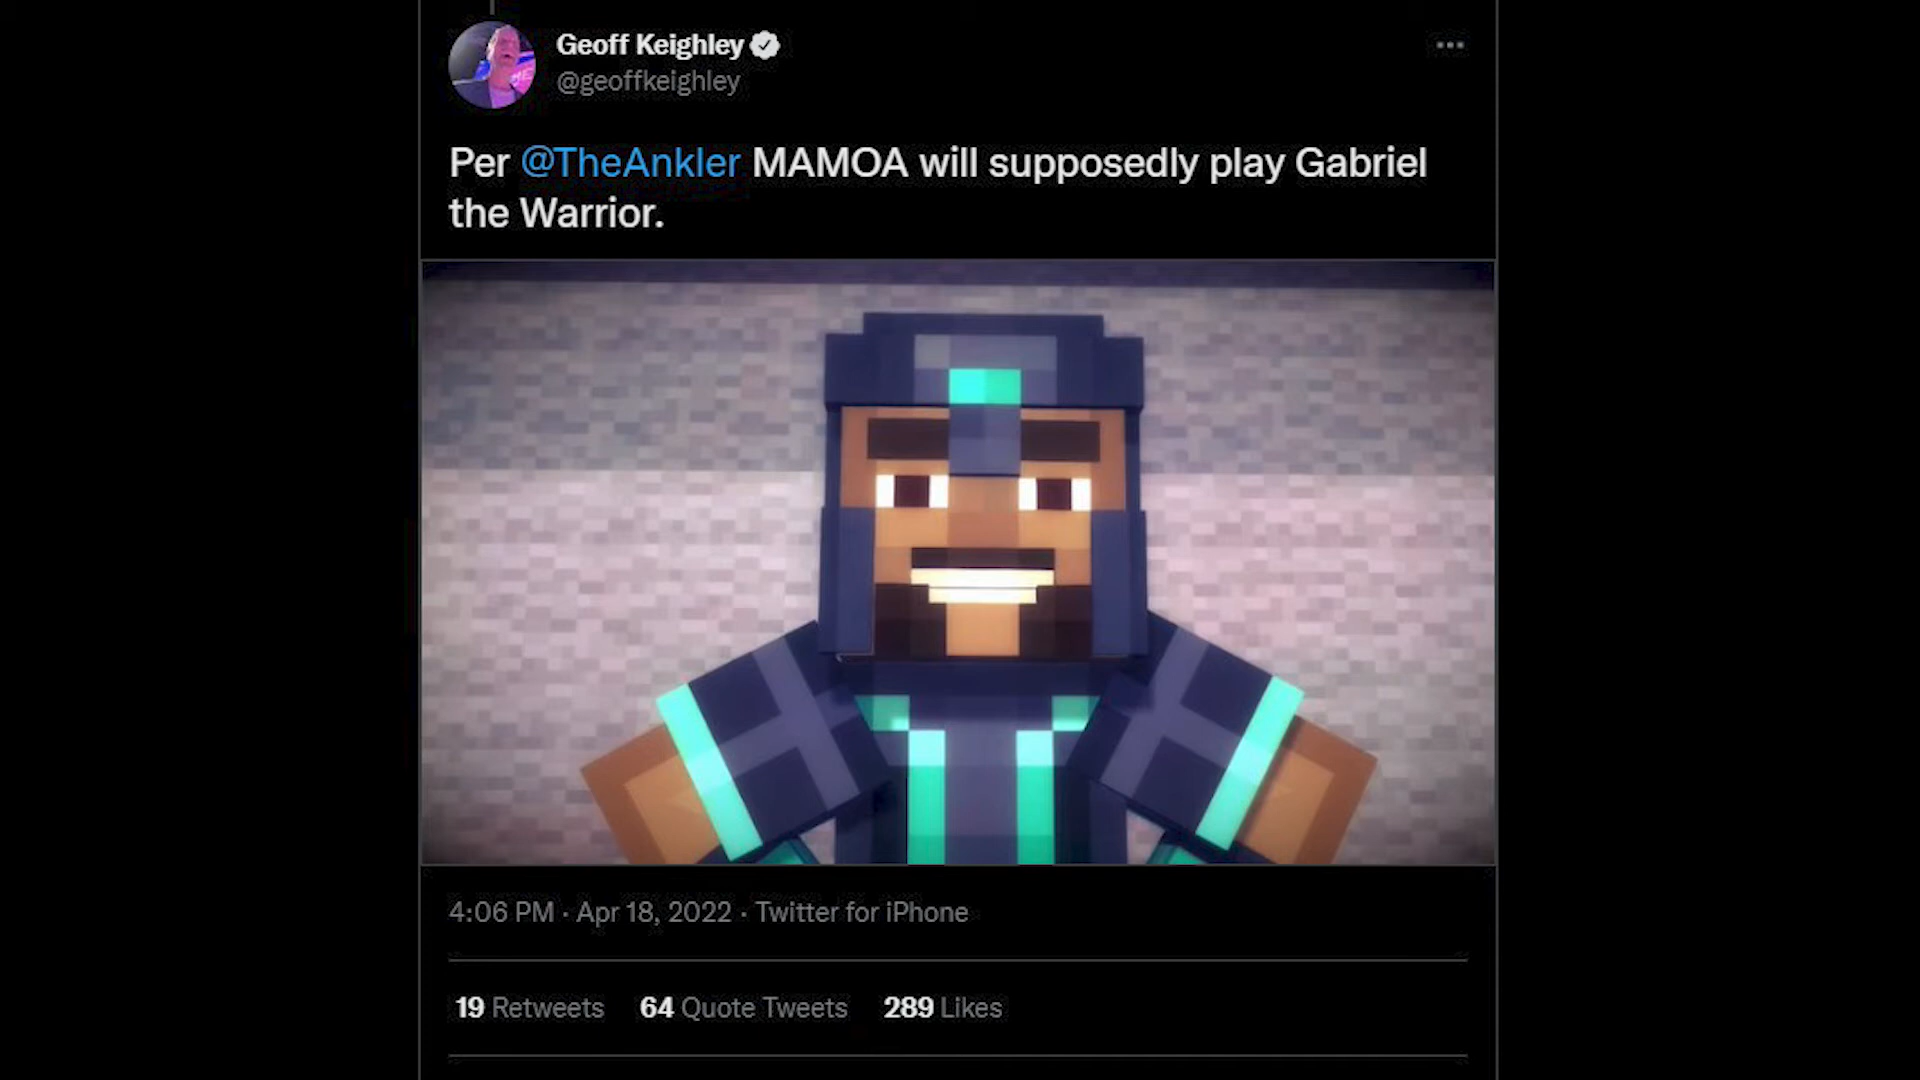 Geoff Keighley
@geoffkeighley
Per @TheAnkler MAMOA will supposedly play Gabriel
the Warrior.
4:06 PM · Apr 18, 2022 · Twitter for iPhone
19 Retweets 64 Quote Tweets 289 Likes